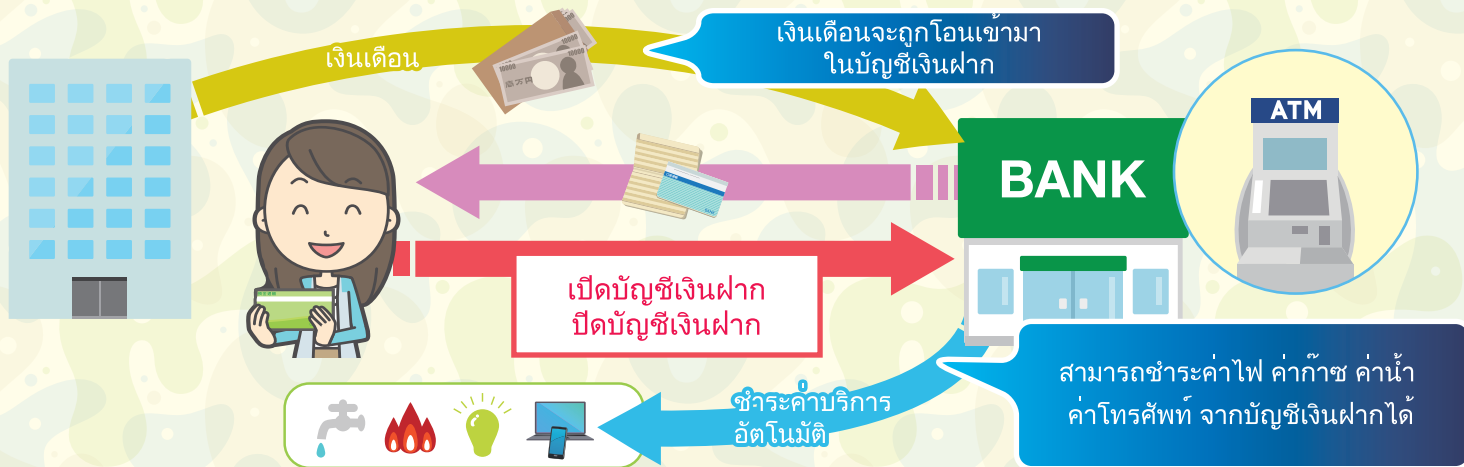 เงินเดือน
10000
10000
10000
10000
เงินเดือนจะถูกโอนเข้ามา
ในบัญชีเงินฝาก
ATM
BANK
BANK
เปิดบัญชีเงินฝาก
ปิดบัญชีเงินฝาก
ชำระค่าบริการ
อัตโนมัติ
สามารถชำระค่าไฟ ค่าก๊าซ ค่าน้ำ
ค่าโทรศัพท์ จากบัญชีเงินฝากได้